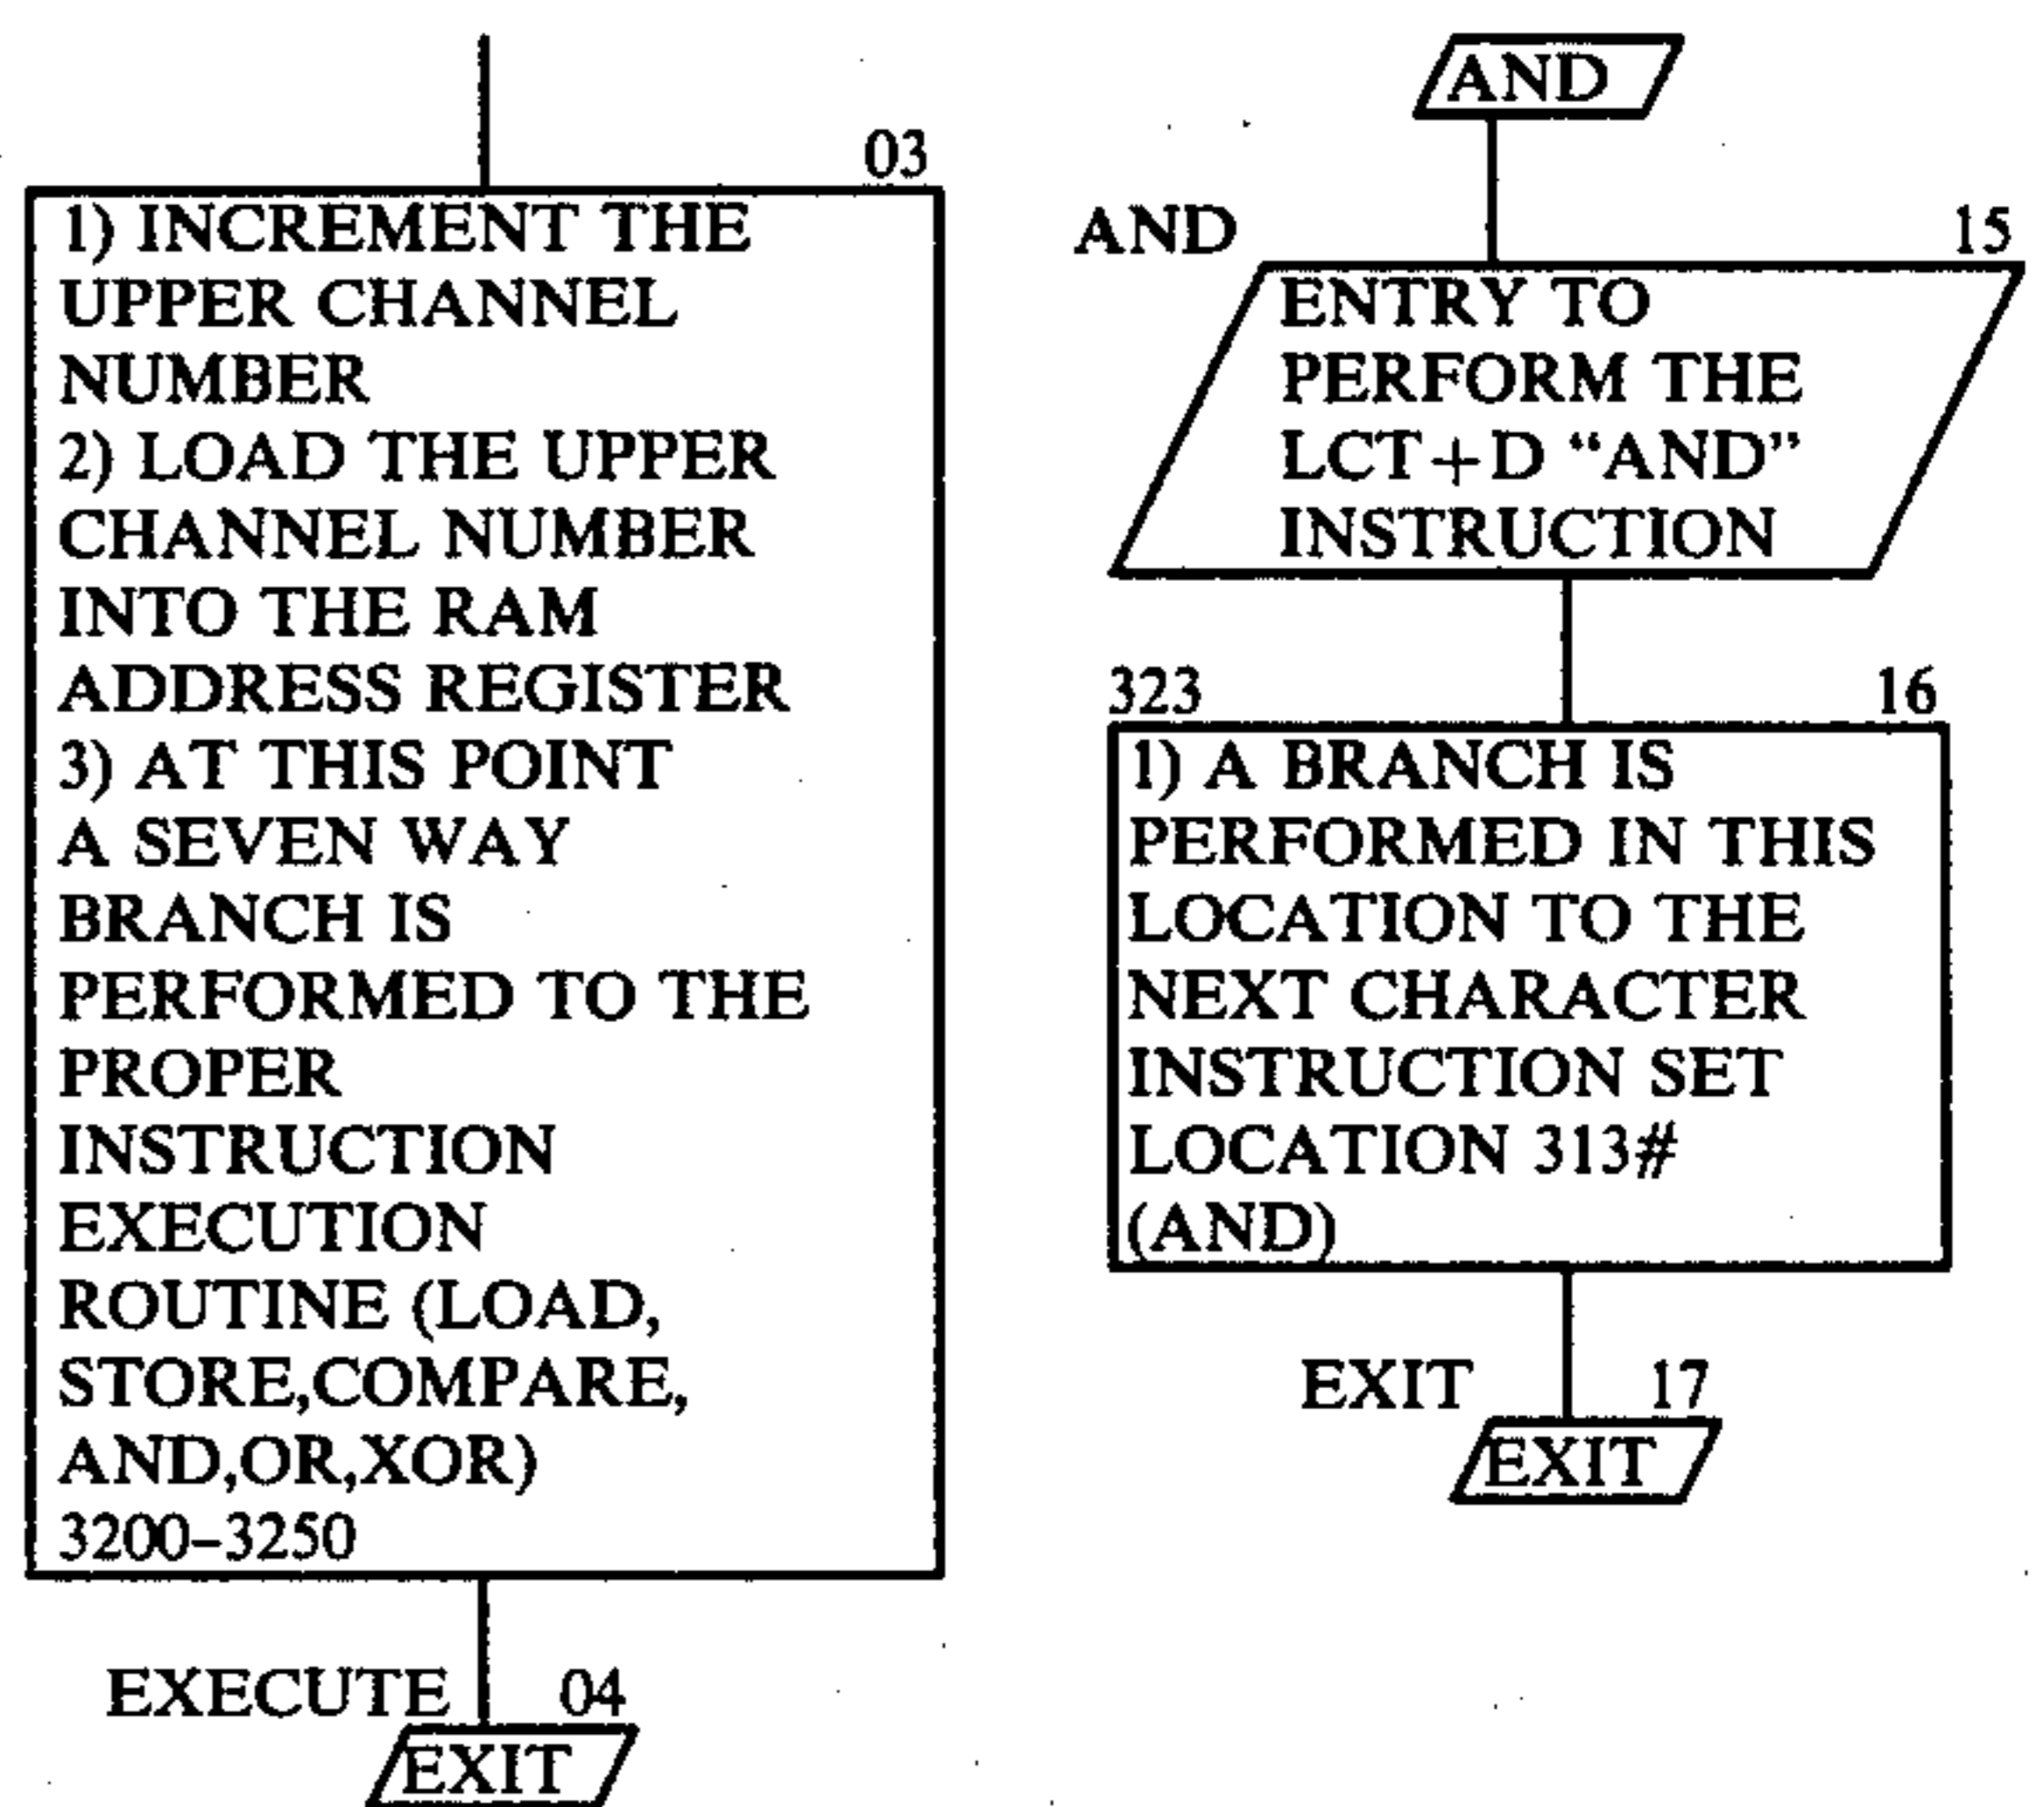 03
1) INCREMENT THE
UPPER CHANNEL
NUMBER
2) LOAD THE UPPER
CHANNEL NUMBER
INTO THE RAM
ADDRESS REGISTER
3) AT THIS POINT
A SEVEN WAY
BRANCH IS
PERFORMED TO THE
PROPER
INSTRUCTION
EXECUTION
ROUTINE (LOAD,
STORE,COMPARE,
AND,OR,XOR)
3200–3250
EXECUTE 04
EXIT
AND
AND 15
ENTRY TO
PERFORM THE
LCT+D “AND”
INSTRUCTION
323 16
1) A BRANCH IS
PERFORMED IN THIS
LOCATION TO THE
NEXT CHARACTER
INSTRUCTION SET
LOCATION 313#
(AND)
EXIT 17
EXIT